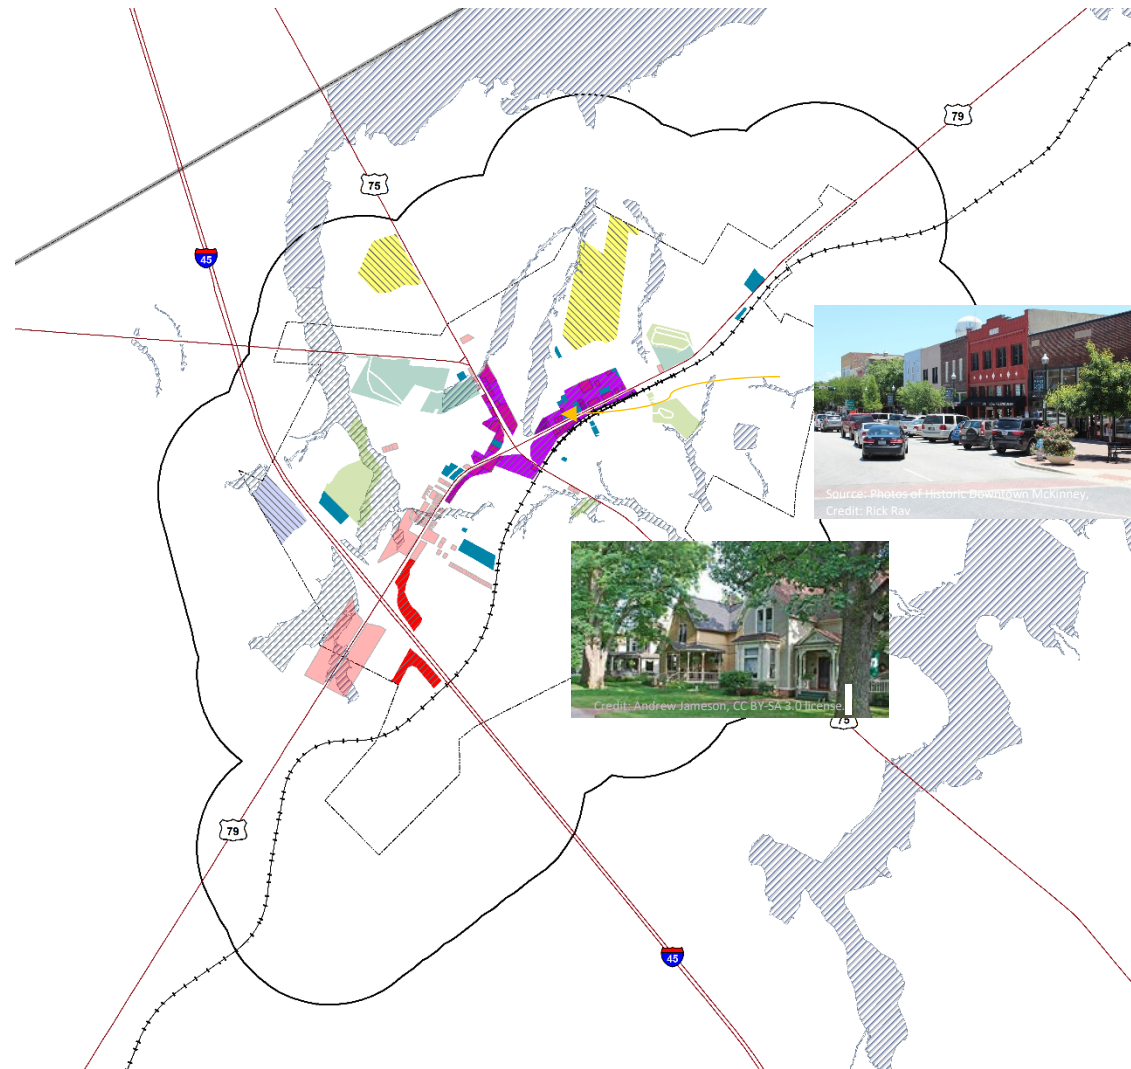 79
75
45
Source: Photos of Historic Downtown McKinney,
Credit: Rick Ray
Credit: Andrew Jameson, CC BY-SA 3.0 license.
75
79
45